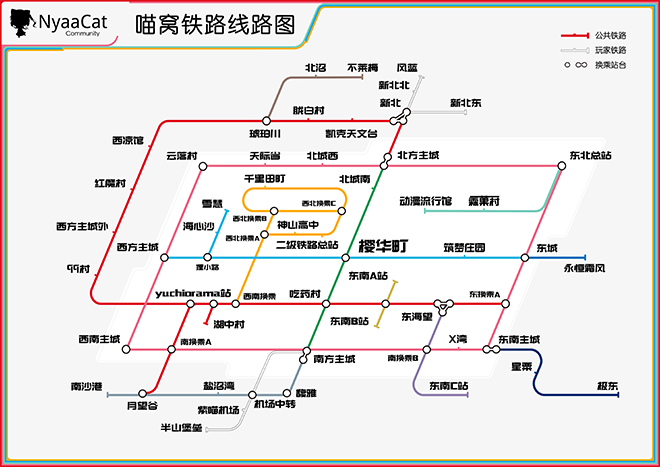 NyaaCat
Community
喵窝铁路线路图
公共铁路
玩家铁路
换乘站台
北沼
不莱梅
风蓝
新北北
胧白村
新北
新北东
琥珀川
凯克天文台
西凉馆
云落村
天际省
北城西
北方主城
东北总站
红魔村
千里田町
北城南
雪慧
西北换乘B
西北换乘C
动漫流行馆
霜菓村
西方主城外
海心沙
神山高中
西北换乘A
二级铁路总站
樱华町
西方主城
筑梦庄园
东城
狸小路
永恒霜风
99村
东南A站
yuchiorama站
西南换乘
吃药村
东换乘A
湖中村
东南B站
东海望
西南主城
南换乘A
南方主城
南换乘B
X湾
东南主城
星栗
南沙港
盐沼湾
馥雅
月望谷
紫喵机场
机场中转
东南C站
极东
半山堡垒